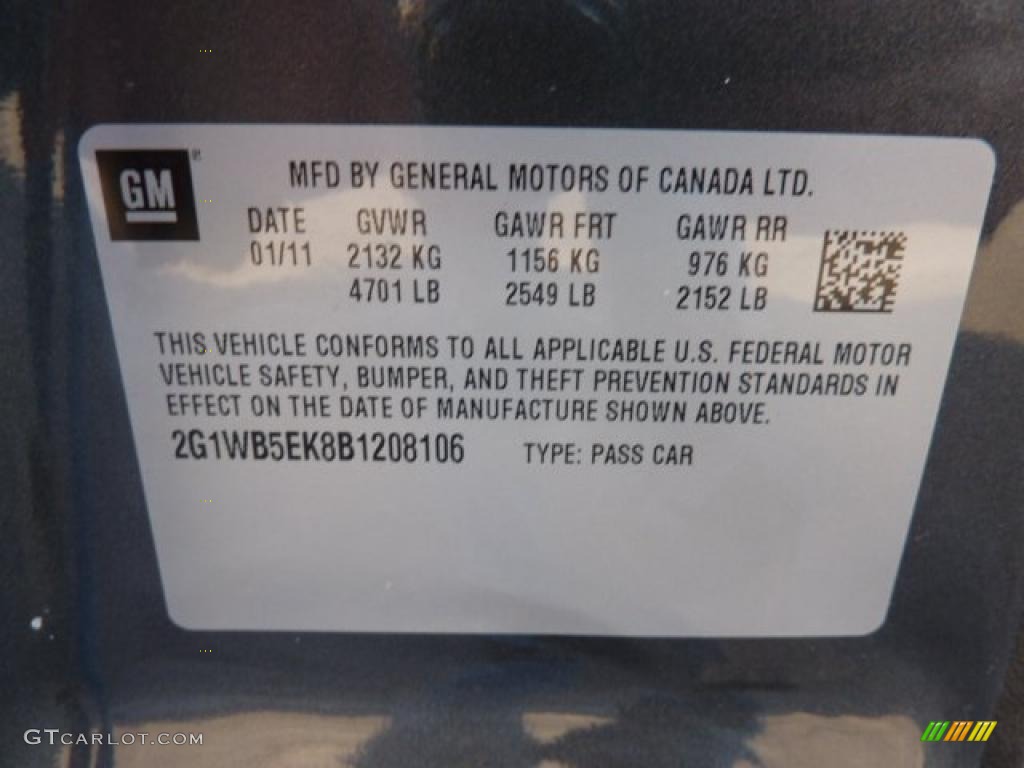 GM
MFD BY GENERAL MOTORS OF CANADA LTD.
DATE GVWR GAWR FRT GAWR RR
01/11 2132 KG 1156 KG 976 KG
4701 LB 2549 LB 2152 LB
THIS VEHICLE CONFORMS TO ALL APPLICABLE U.S. FEDERAL MOTOR
VEHICLE SAFETY, BUMPER, AND THEFT PREVENTION STANDARDS IN
EFFECT ON THE DATE OF MANUFACTURE SHOWN ABOVE.
2G1WB5EK8B1208106 TYPE: PASS CAR
GTCARLOT.COM